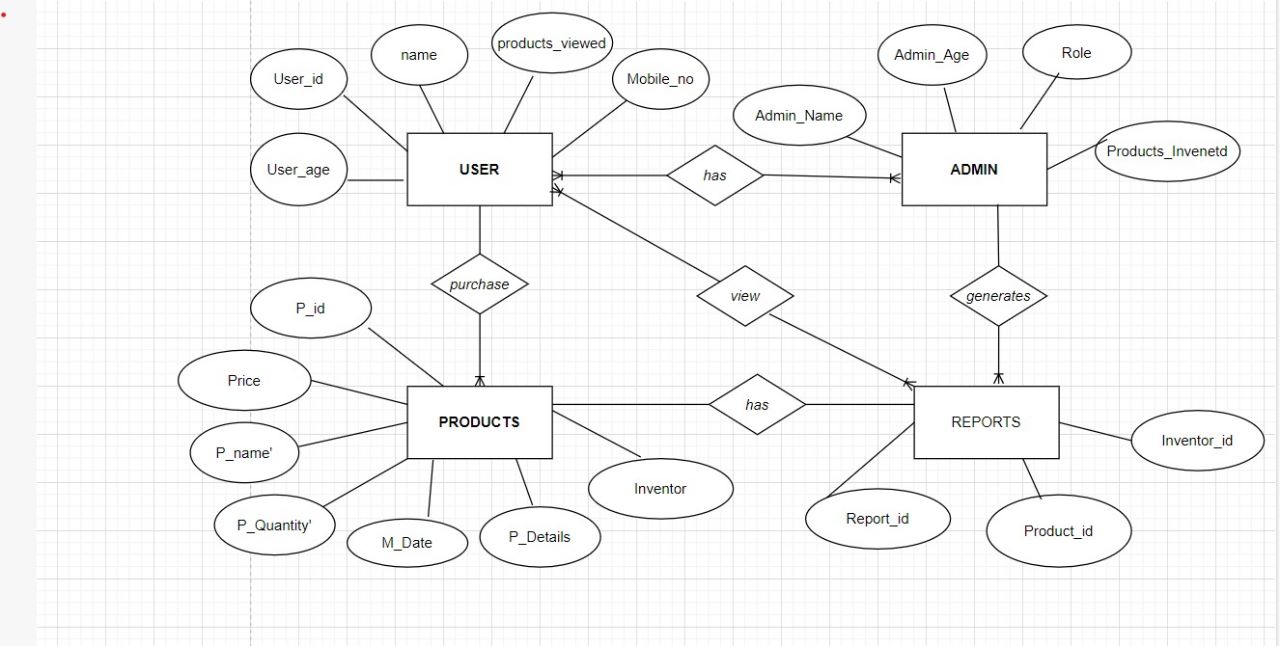 products_viewed
name
Admin_Age
Role
User_id
Mobile_no
Admin_Name
Products_Invenetd
User_age
USER
has
ADMIN
purchase
view
generates
P_id
Price
has
PRODUCTS
REPORTS
P_name'
Inventor_id
Inventor
P_Quantity'
Report_id
M_Date
P_Details
Product_id